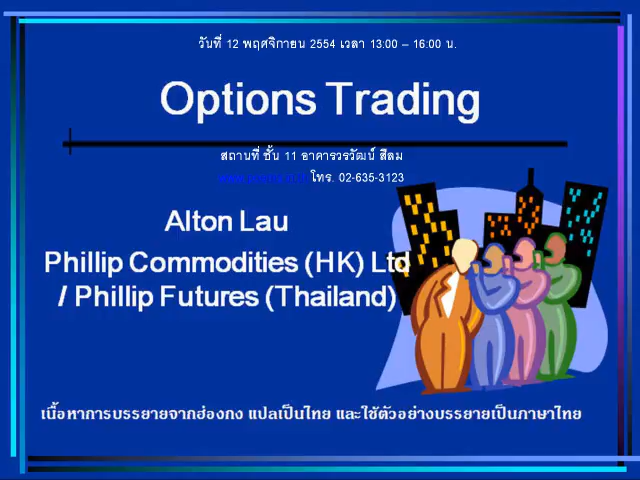 วันที่ 12 พฤศจิกายน 2554 เวลา 13:00 – 16:00 น.
Options Trading
สถานที่ ชั้น 11 อาคารวรวัฒน์ สีลม
โทร. 02-635-3123
Alton Lau
Phillip Commodities (HK) Ltd
/ Phillip Futures (Thailand)
เนื้อหาการบรรยายจากฮ่องกง แปลเป็นไทย และใช้ตัวอย่างบรรยายเป็นภาษาไทย